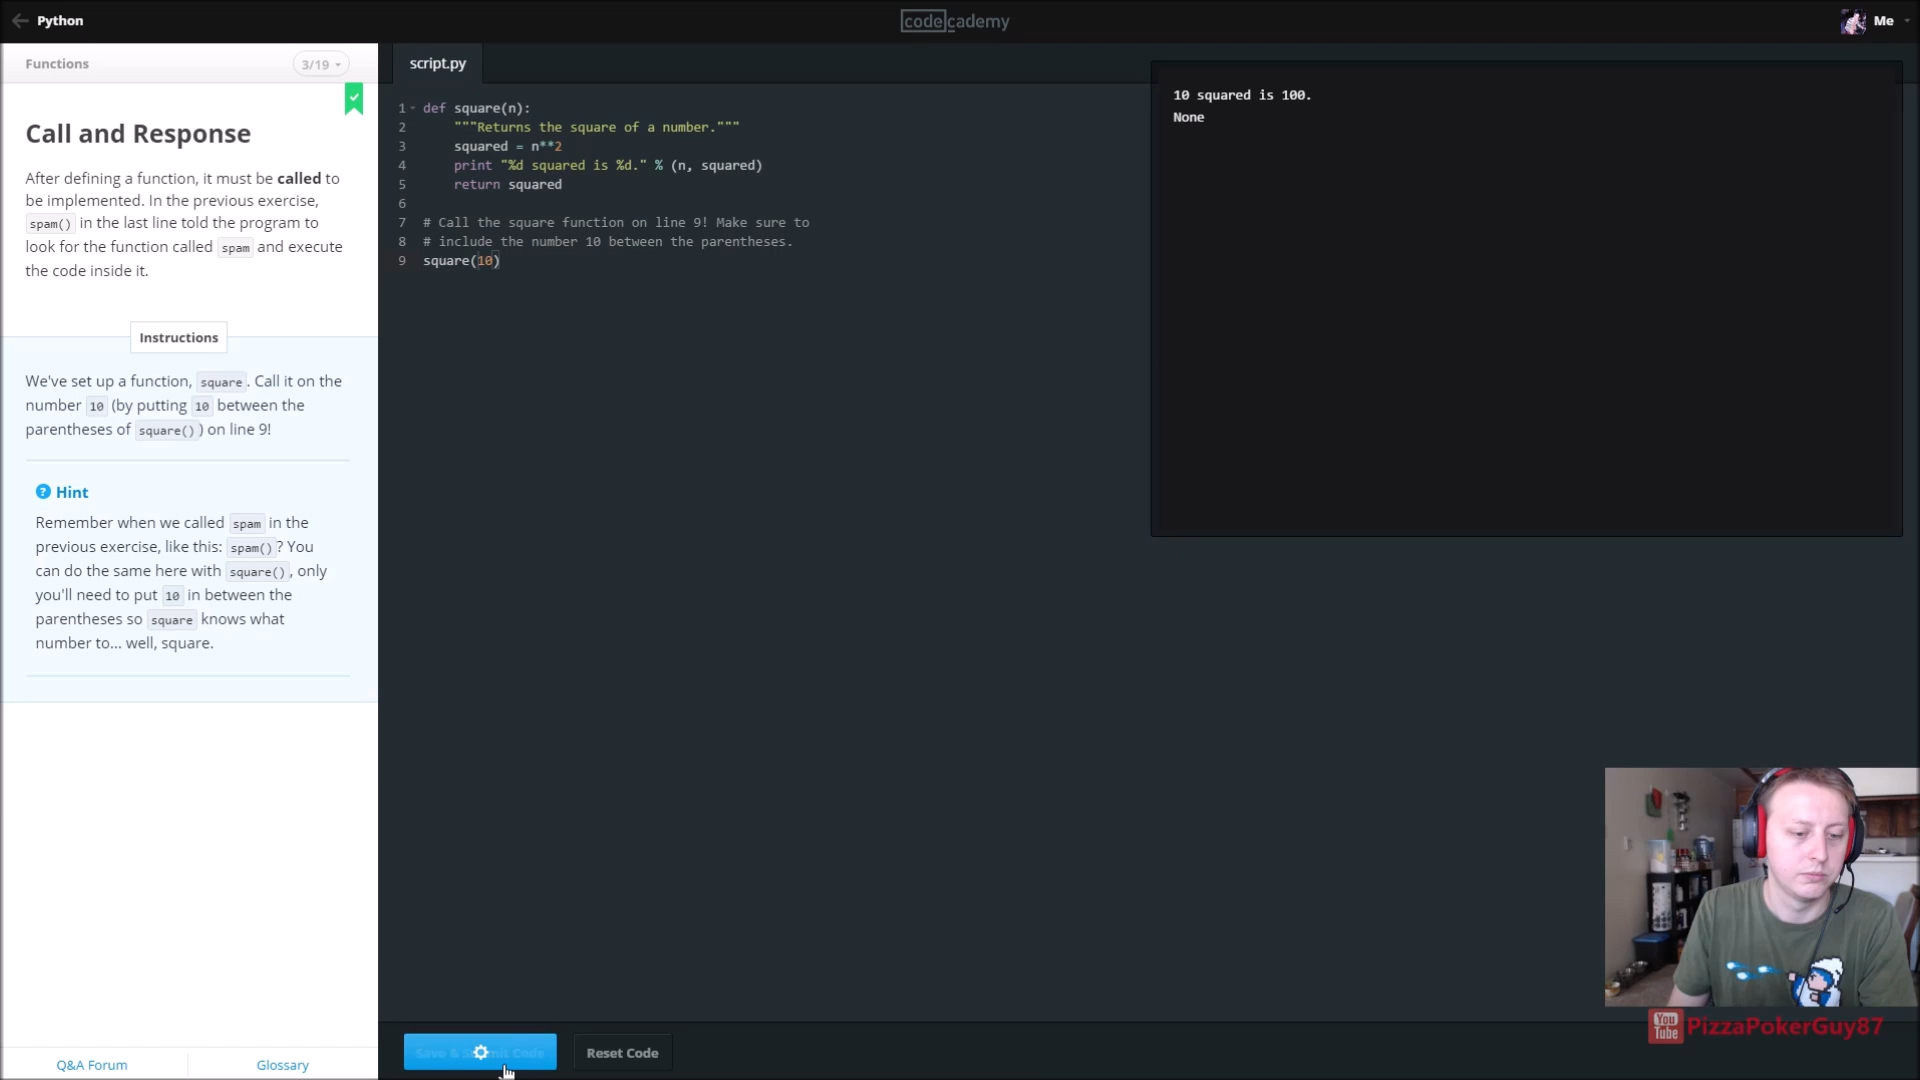 Python
codecademy
Me
Functions
3/19
script.py
Call and Response
After defining a function, it must be called to
be implemented. In the previous exercise,
spam() in the last line told the program to
look for the function called spam and execute
the code inside it.
Instructions
We've set up a function, square. Call it on the
number 10 (by putting 10 between the
parentheses of square()) on line 9!
Hint
Remember when we called spam in the
previous exercise, like this: spam()? You
can do the same here with square(), only
you'll need to put 10 in between the
parentheses so square knows what
number to... well, square.
Q&A Forum
Glossary
1 def square(n):
2     """Returns the square of a number."""
3     squared = n**2
4     print "%d squared is %d." % (n, squared)
5     return squared
6
7 # Call the square function on line 9! Make sure to
8 # include the number 10 between the parentheses.
9 square(10)
10 squared is 100.
None
Save & Submit Code
Reset Code
You Tube PizzaPokerGuy87